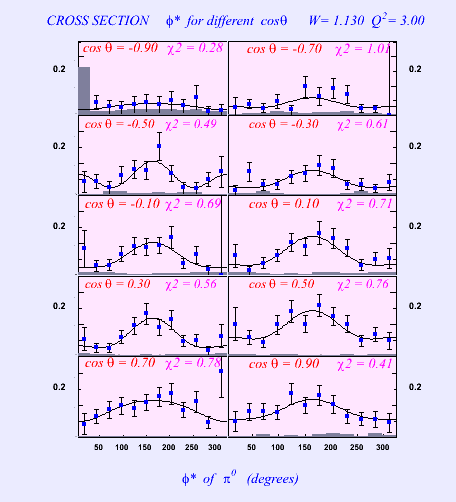 CROSS SECTION ϕ* for different cosθ W= 1.130 Q²= 3.00
cos θ = -0.90 χ2 = 0.28 cos θ = -0.70 χ2 = 1.01
0.2 0.2
cos θ = -0.50 χ2 = 0.49 cos θ = -0.30 χ2 = 0.61
0.2 0.2
cos θ = -0.10 χ2 = 0.69 cos θ = 0.10 χ2 = 0.71
0.2 0.2
cos θ = 0.30 χ2 = 0.56 cos θ = 0.50 χ2 = 0.76
0.2 0.2
cos θ = 0.70 χ2 = 0.78 cos θ = 0.90 χ2 = 0.41
0.2 0.2
50 100 150 200 250 300 50 100 150 200 250 300
ϕ* of π⁰ (degrees)